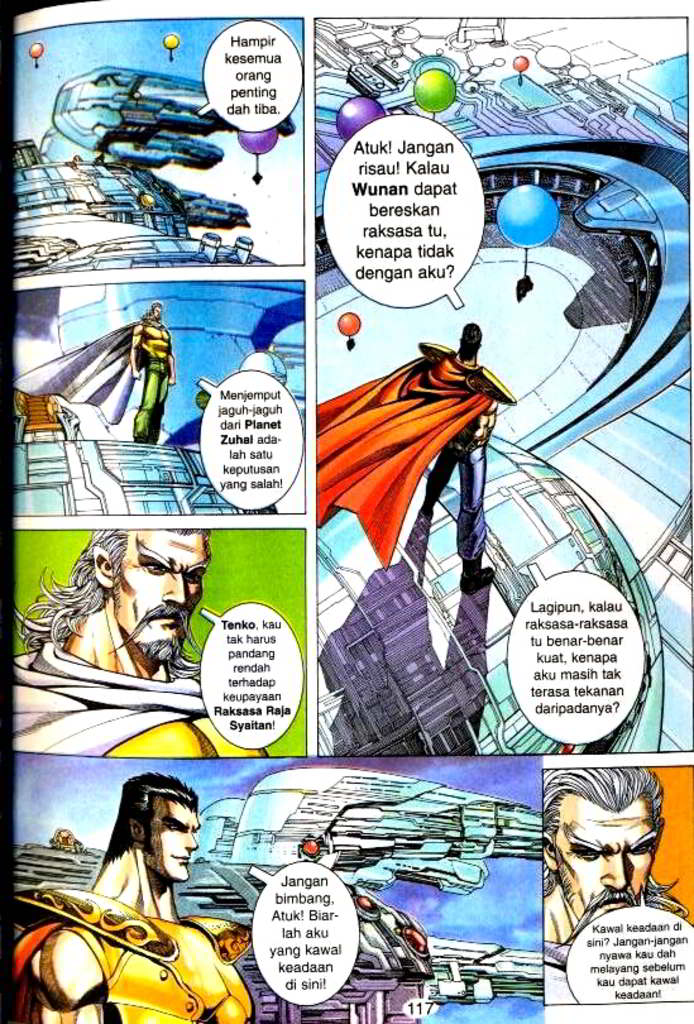 Hampir
kesemua
orang
penting
dah tiba.
Menjemput
jaguh-jaguh
dari Planet
Zuhal ada-
lah satu
keputusan
yang salah!
Tenko, kau
tak harus
pandang
rendah
terhadap
keupayaan
Raksasa Raja
Syaitan!
Atuk! Jangan
risau! Kalau
Wunan dapat
bereskan
raksasa tu,
kenapa tidak
dengan aku?
Lagipun, kalau
raksasa-raksasa
tu benar-benar
kuat, kenapa
aku masih tak
terasa tekanan
daripadanya?
Jangan
bimbang,
Atuk! Biar-
lah aku
yang kawal
keadaan
di sini!
Kawal keadaan di
sini? Jangan-jangan
nyawa kau dah
melayang sebelum
kau dapat kawal
keadaan!
117